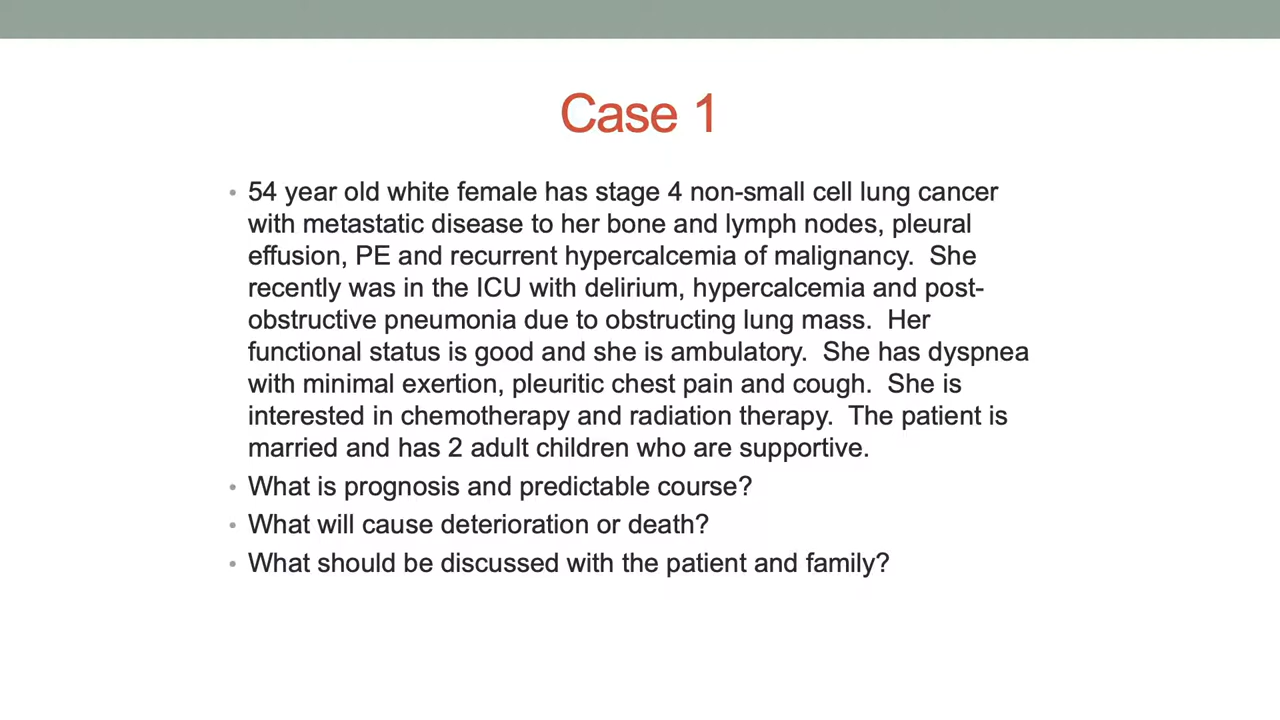 Case 1
• 54 year old white female has stage 4 non-small cell lung cancer
with metastatic disease to her bone and lymph nodes, pleural
effusion, PE and recurrent hypercalcemia of malignancy.  She
recently was in the ICU with delirium, hypercalcemia and post-
obstructive pneumonia due to obstructing lung mass.  Her
functional status is good and she is ambulatory.  She has dyspnea
with minimal exertion, pleuritic chest pain and cough.  She is
interested in chemotherapy and radiation therapy.  The patient is
married and has 2 adult children who are supportive.
• What is prognosis and predictable course?
• What will cause deterioration or death?
• What should be discussed with the patient and family?